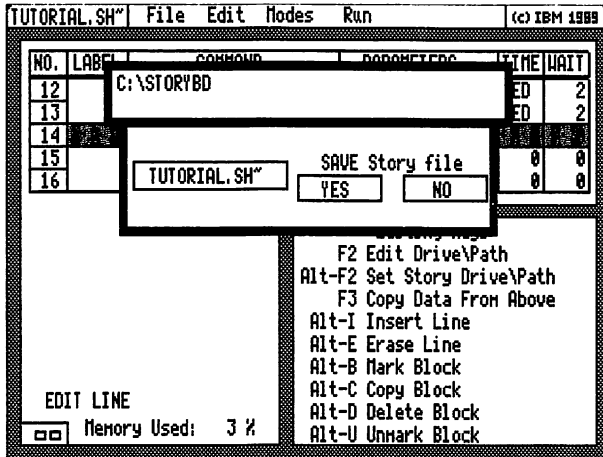 TUTORIAL.SH~ File Edit Modes Run (c) IBM 1989
NO. LABEL COMMAND PARAMETERS TIME WAIT
C:\STORYBD
12 ED 2
13 ED 2
14
15 0 0
16 0 0
SAVE Story file
TUTORIAL.SH~ YES NO
F2 Edit Drive\Path
Alt-F2 Set Story Drive\Path
F3 Copy Data From Above
Alt-I Insert Line
Alt-E Erase Line
Alt-B Mark Block
Alt-C Copy Block
Alt-D Delete Block
Alt-U Unmark Block
EDIT LINE
Memory Used: 3 %